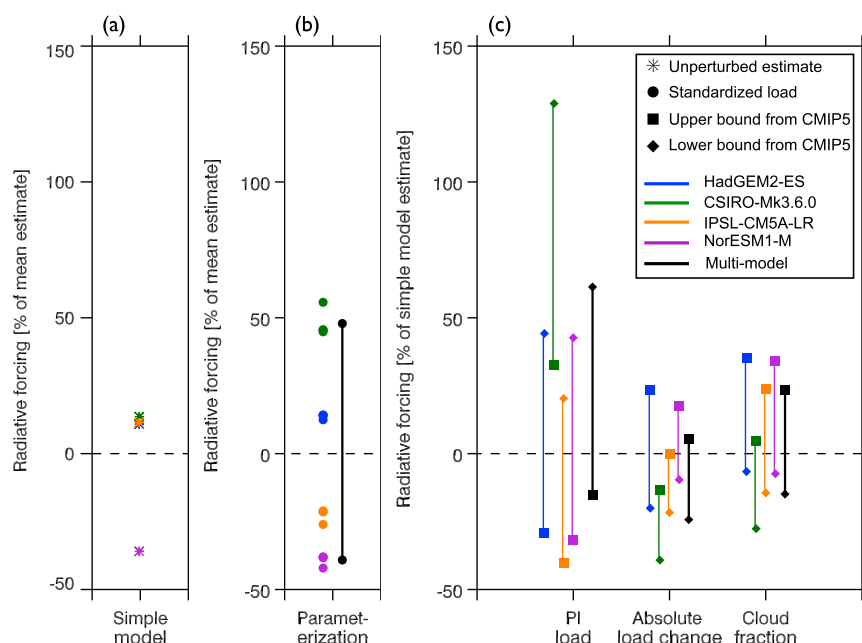 (a)
(b)
(c)
Radiative forcing [% of mean estimate]
150
100
50
0
-50
Simple
model
Radiative forcing [% of mean estimate]
150
100
50
0
-50
Paramet-
erization
Radiative forcing [% of simple model estimate]
150
100
50
0
-50
PI
load
Absolute
load change
Cloud
fraction
Unperturbed estimate
Standardized load
Upper bound from CMIP5
Lower bound from CMIP5
HadGEM2-ES
CSIRO-Mk3.6.0
IPSL-CM5A-LR
NorESM1-M
Multi-model